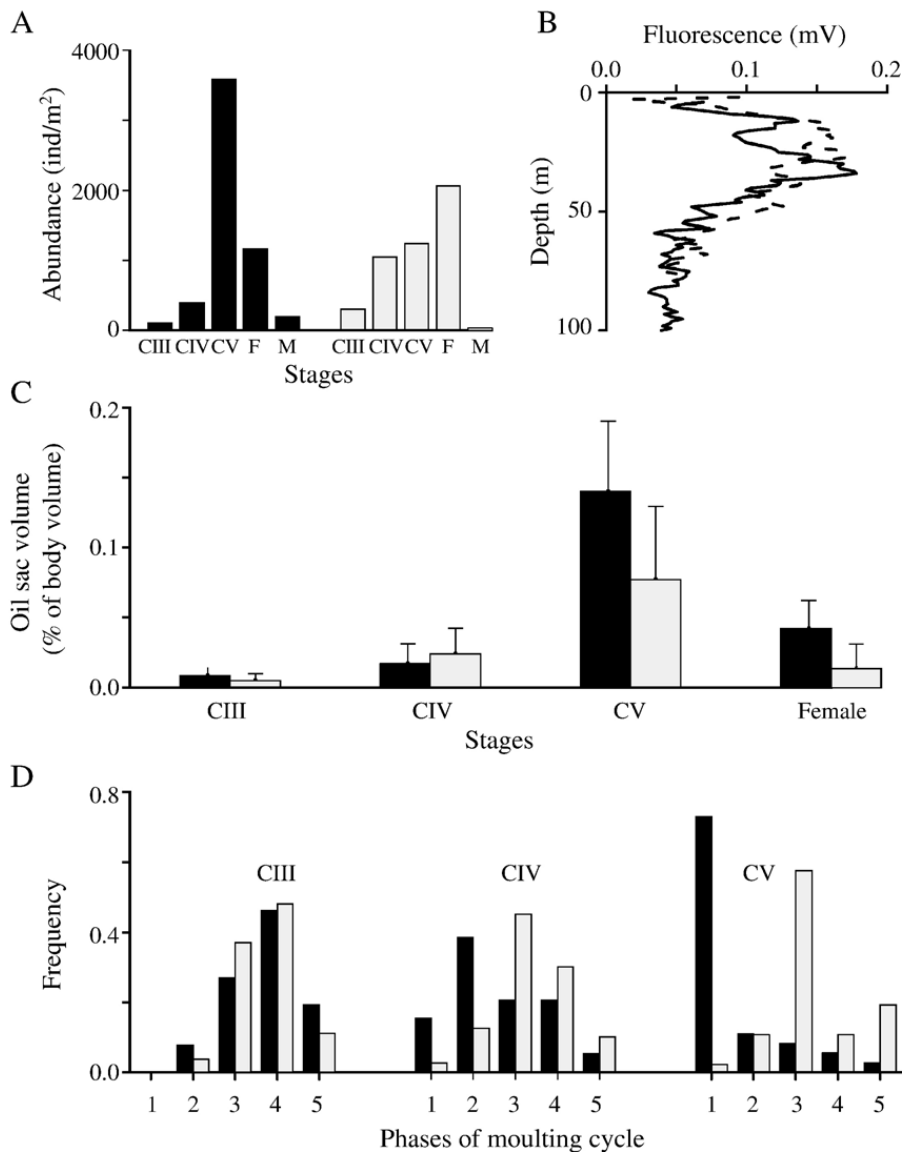 A
Abundance (ind/m²)
4000
2000
0
CIII CIV CV F M CIII CIV CV F M
Stages
B
Fluorescence (mV)
0.0 0.1 0.2
Depth (m)
0
50
100
C
Oil sac volume
(% of body volume)
0.2
0.1
0.0
CIII CIV CV Female
Stages
D
Frequency
0.8
0.4
0.0
CIII CIV CV
1 2 3 4 5 1 2 3 4 5 1 2 3 4 5
Phases of moulting cycle